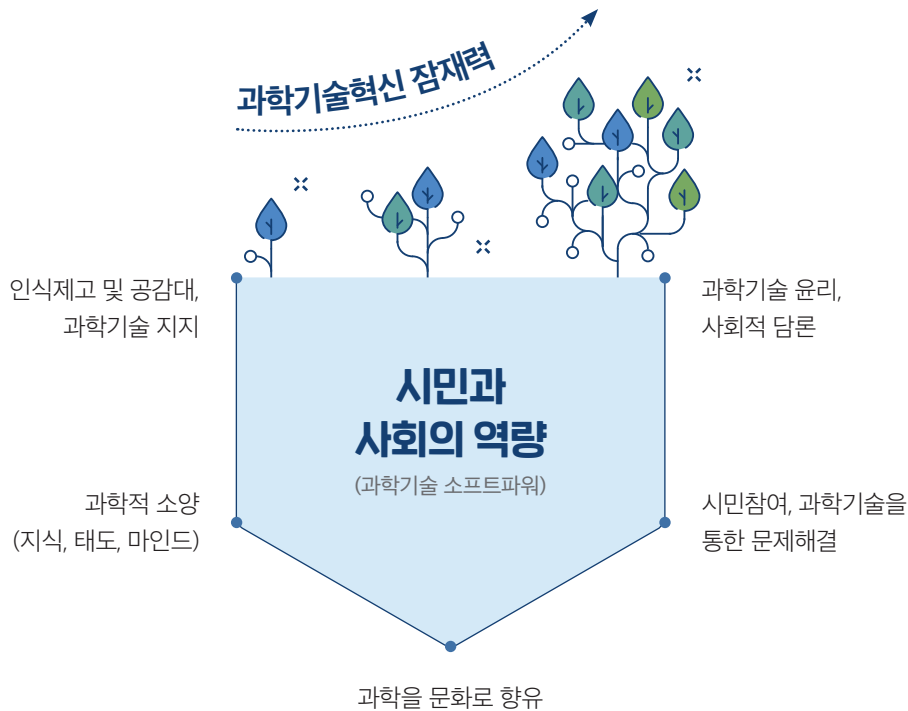 과학기술혁신 잠재력
인식제고 및 공감대,
과학기술 지지
과학기술 윤리,
사회적 담론
시민과
사회의 역량
(과학기술 소프트파워)
과학적 소양
(지식, 태도, 마인드)
시민참여, 과학기술을
통한 문제해결
과학을 문화로 향유